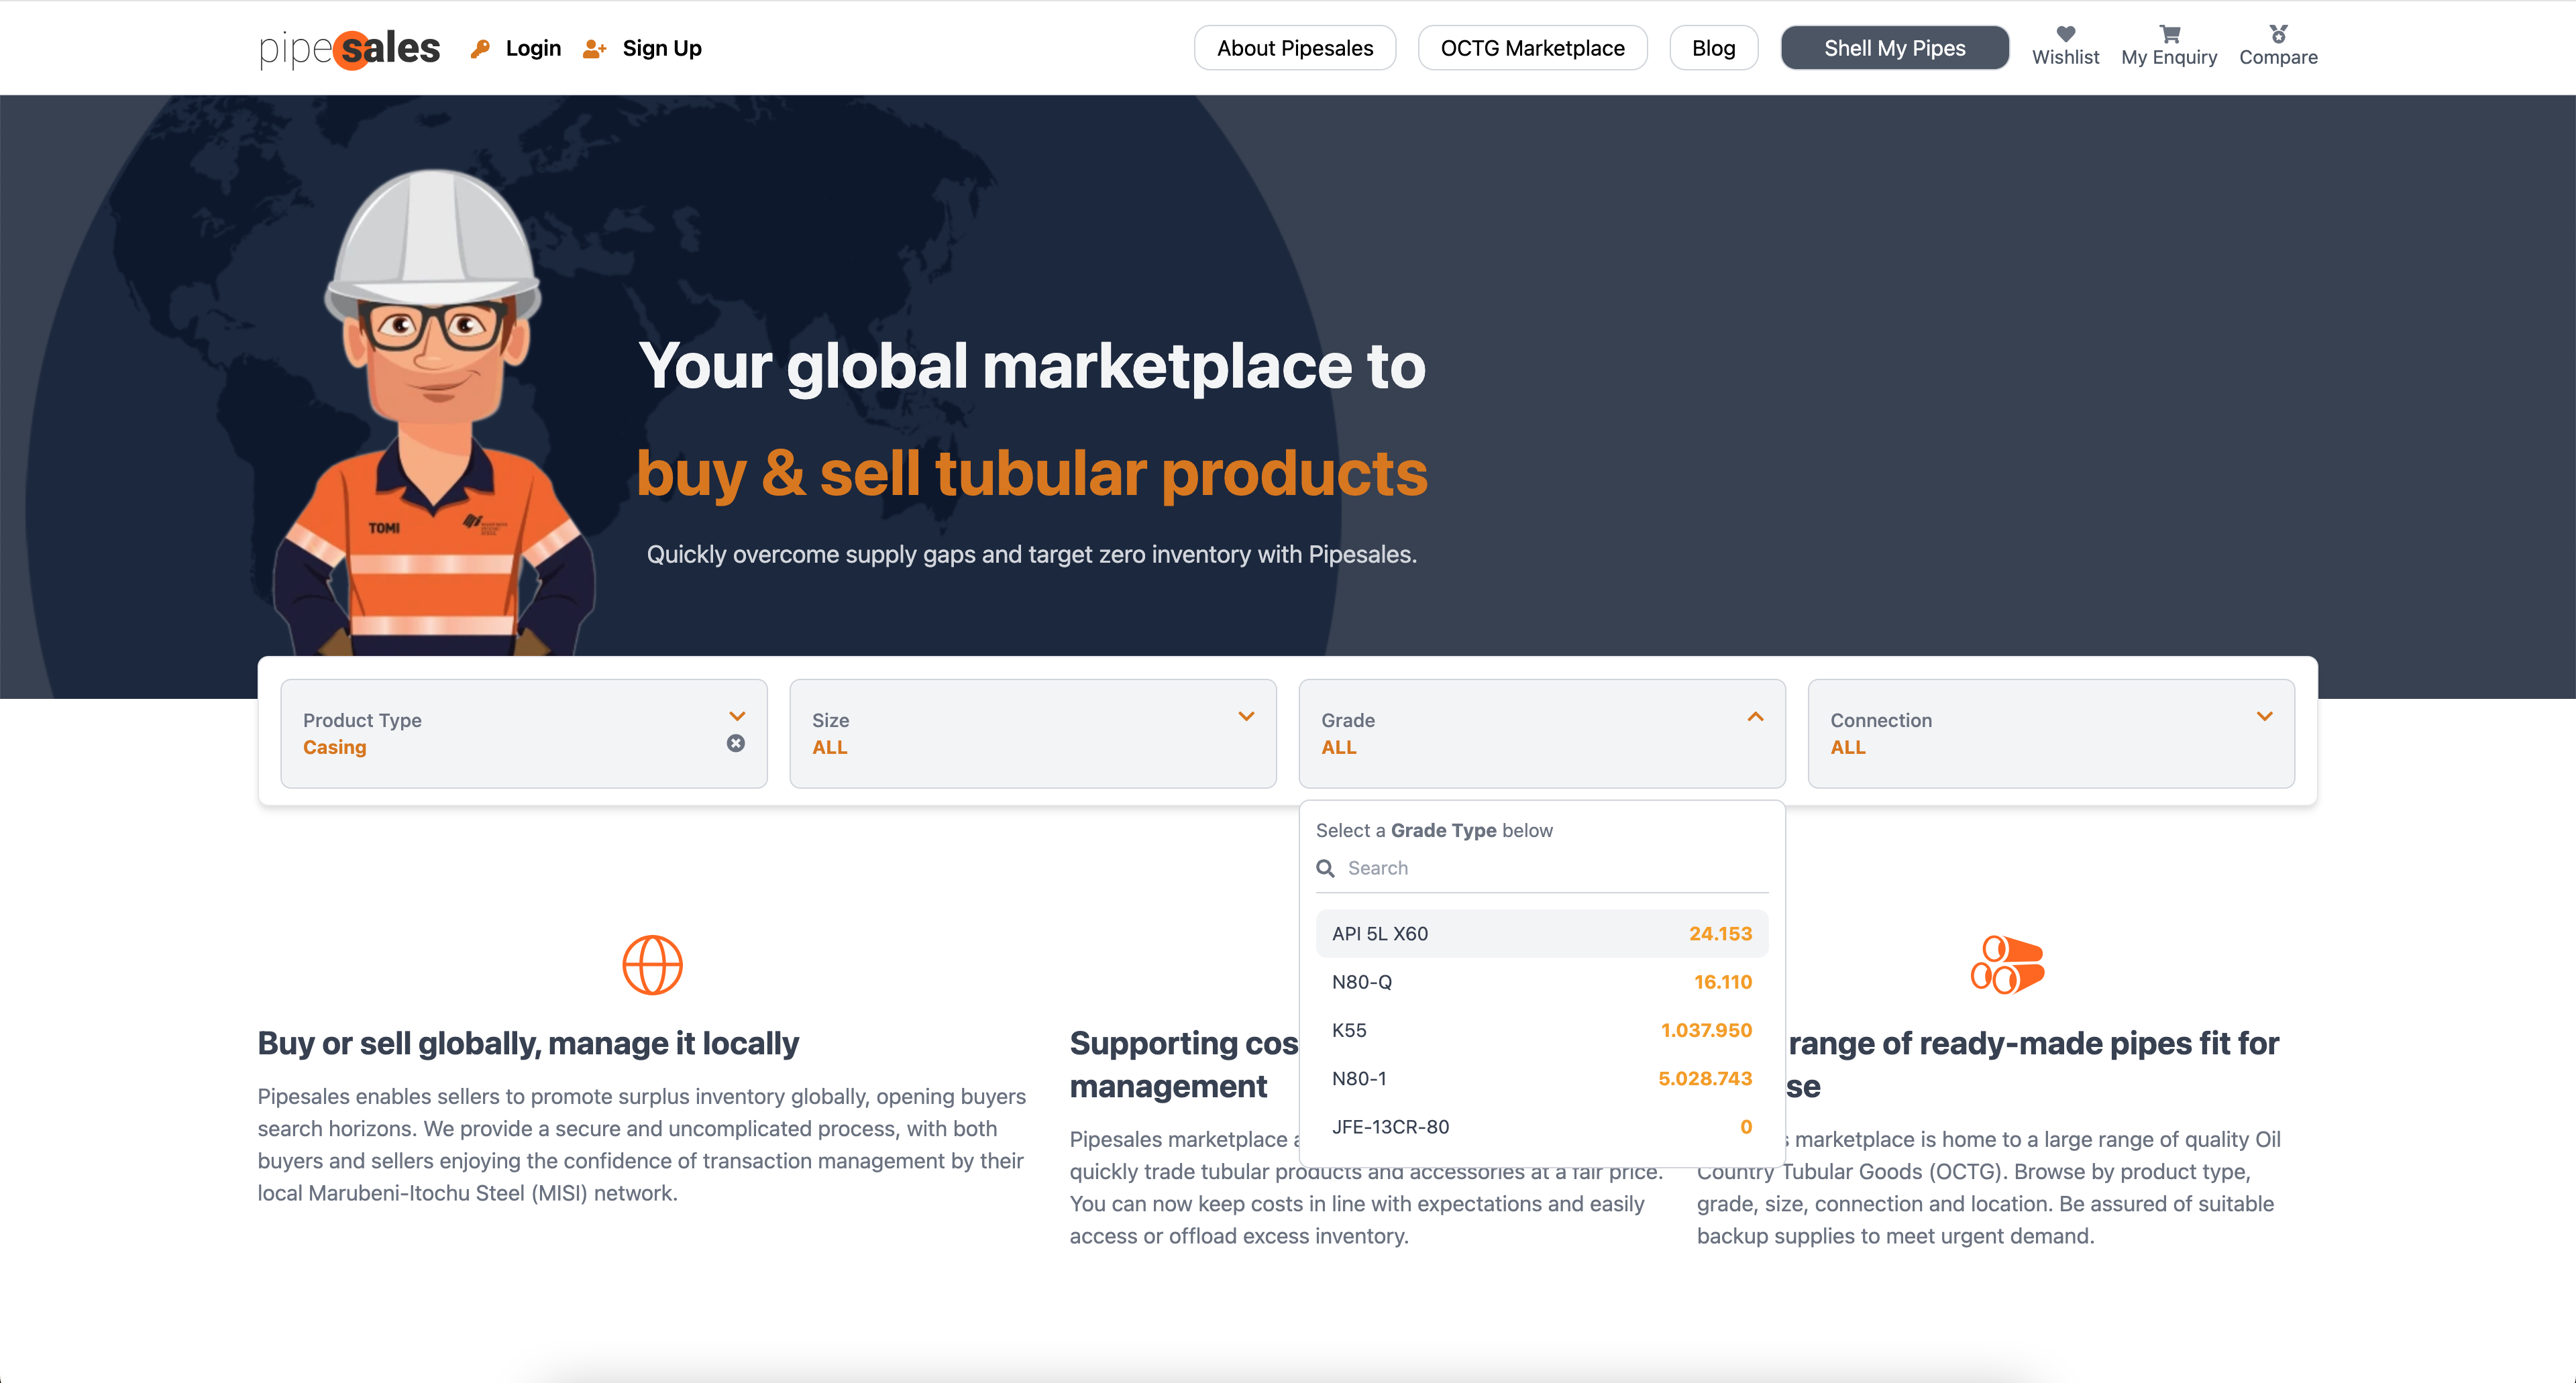 pipesales
Login
Sign Up
About Pipesales
OCTG Marketplace
Blog
Shell My Pipes
Wishlist
My Enquiry
Compare
Your global marketplace to
buy & sell tubular products
Quickly overcome supply gaps and target zero inventory with Pipesales.
TOMI
Product Type
Casing
Size
ALL
Grade
ALL
Connection
ALL
Select a Grade Type below
Search
API 5L X60 24.153
N80-Q 16.110
K55 1.037.950
N80-1 5.028.743
JFE-13CR-80 0
Buy or sell globally, manage it locally
Pipesales enables sellers to promote surplus inventory globally, opening buyers
search horizons. We provide a secure and uncomplicated process, with both
buyers and sellers enjoying the confidence of transaction management by their
local Marubeni-Itochu Steel (MISI) network.
Supporting cos
management
Pipesales marketplace
quickly trade tubular products and accessories at a fair price.
You can now keep costs in line with expectations and easily
access or offload excess inventory.
range of ready-made pipes fit for
se
marketplace is home to a large range of quality Oil
Country Tubular Goods (OCTG). Browse by product type,
grade, size, connection and location. Be assured of suitable
backup supplies to meet urgent demand.